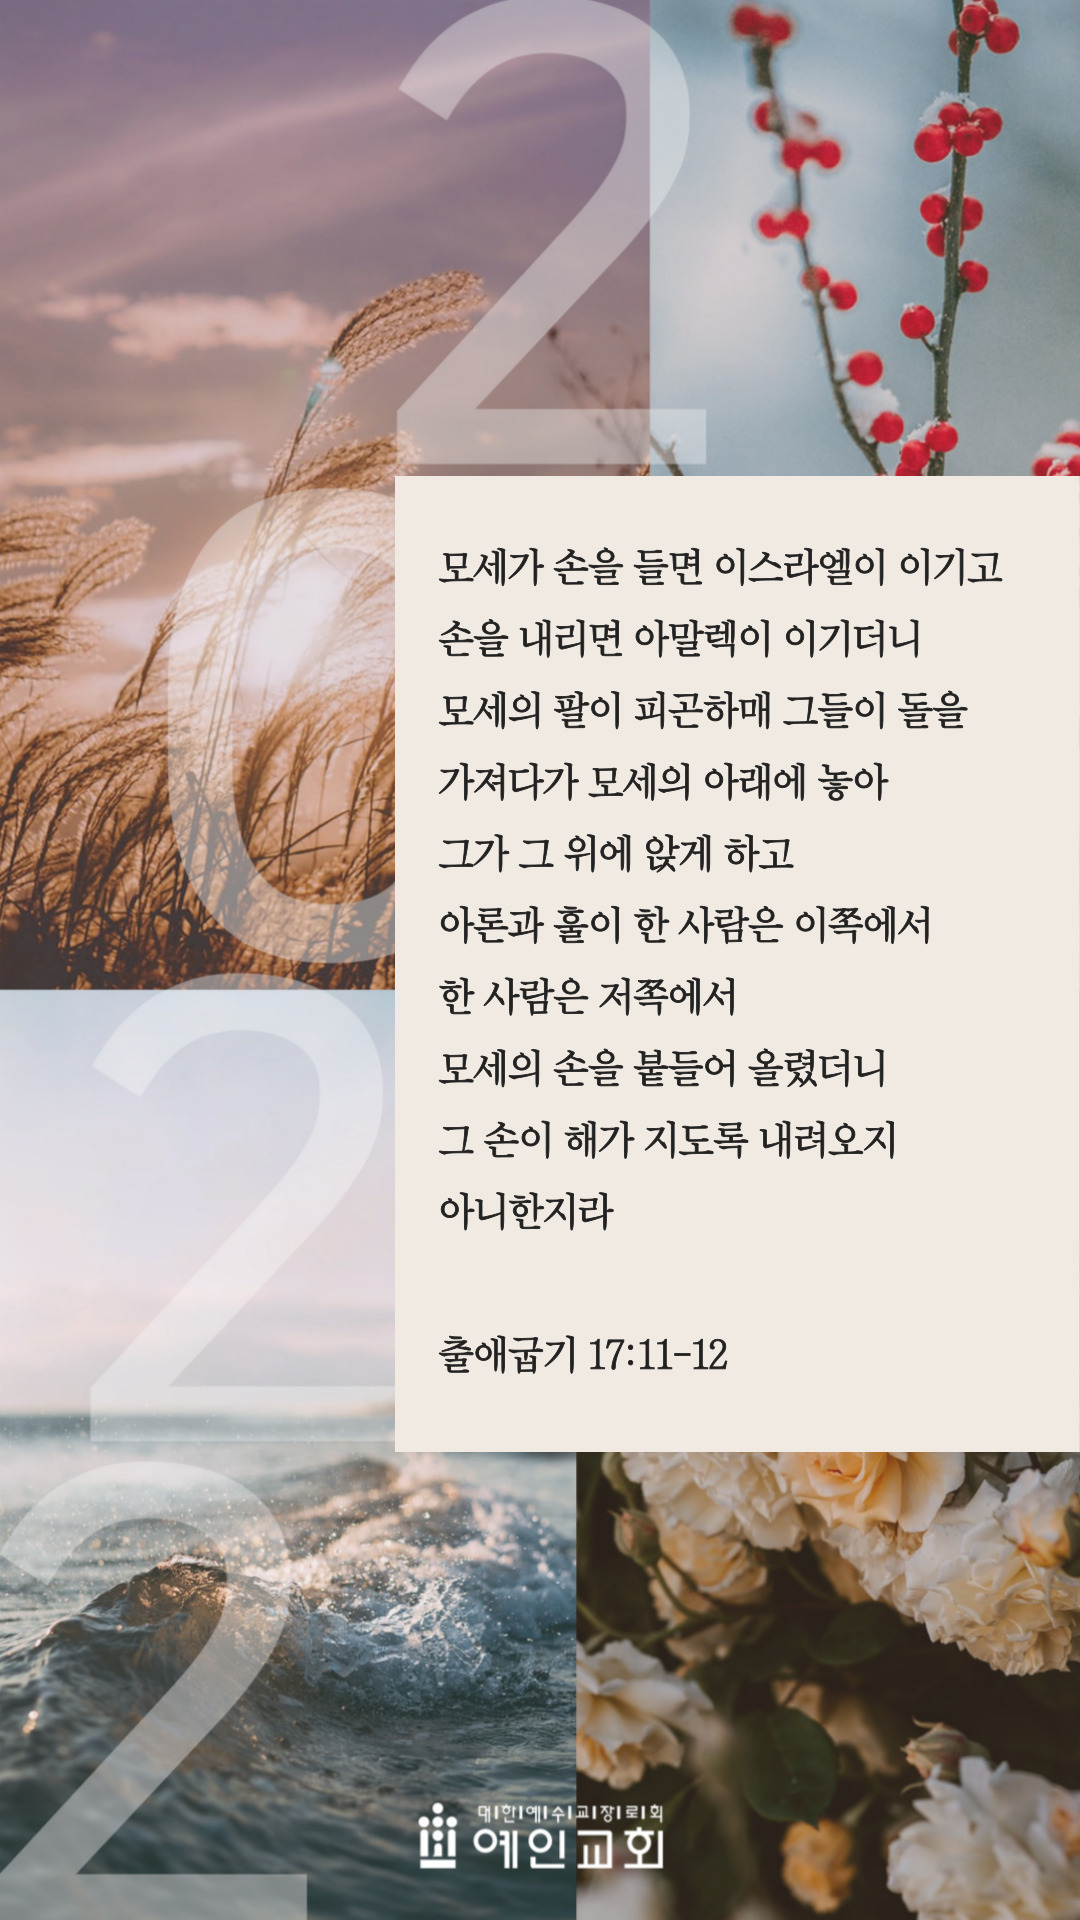 2
0
2
2
모세가 손을 들면 이스라엘이 이기고
손을 내리면 아말렉이 이기더니
모세의 팔이 피곤하매 그들이 돌을
가져다가 모세의 아래에 놓아
그가 그 위에 앉게 하고
아론과 훌이 한 사람은 이쪽에서
한 사람은 저쪽에서
모세의 손을 붙들어 올렸더니
그 손이 해가 지도록 내려오지
아니한지라
출애굽기 17:11-12
대한예수교장로회
예인교회